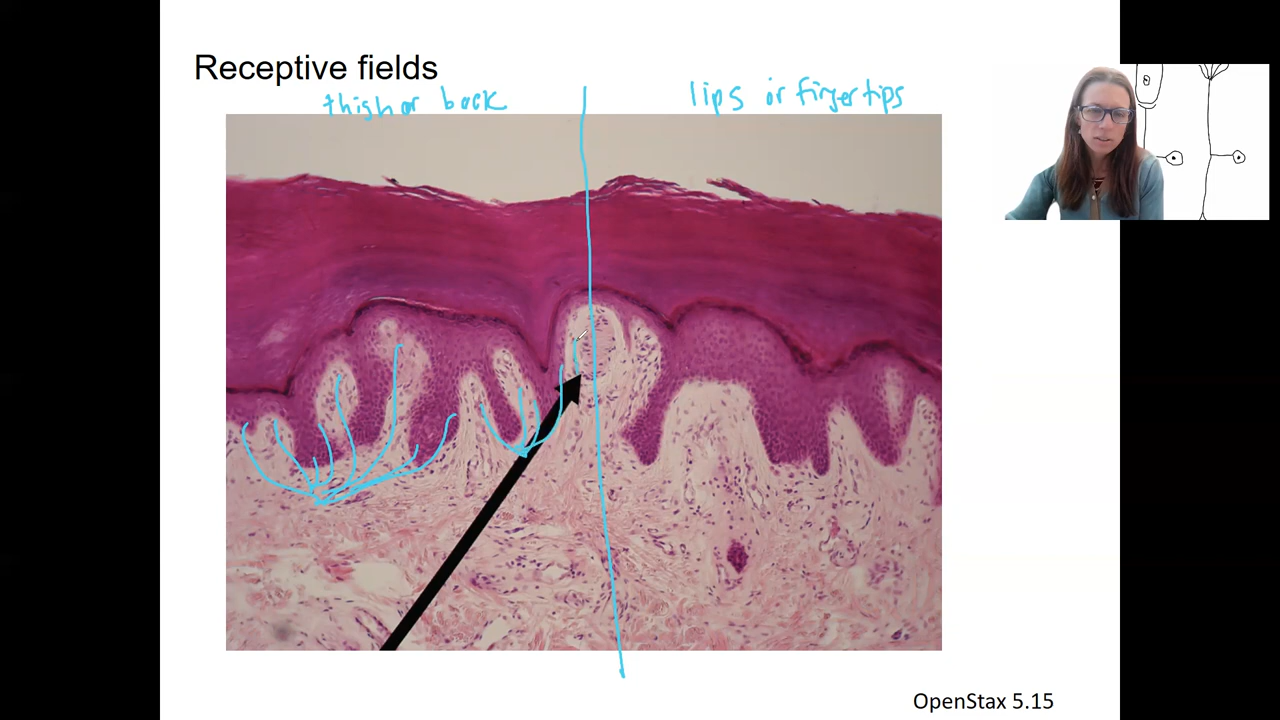 Receptive fields
thigh or back
lips or fingertips
OpenStax 5.15